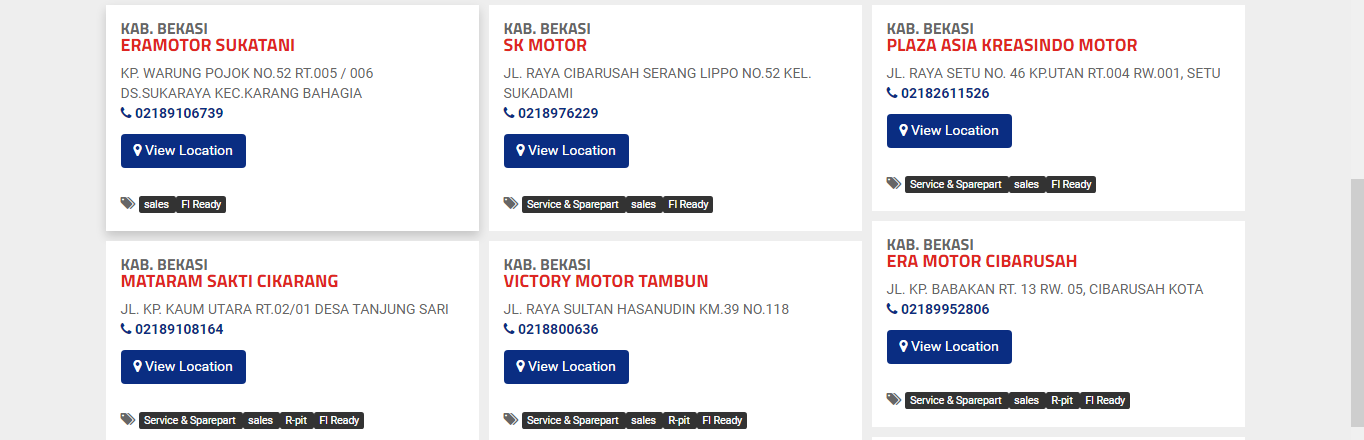 KAB. BEKASI
ERAMOTOR SUKATANI
KP. WARUNG POJOK NO.52 RT.005 / 006
DS.SUKARAYA KEC.KARANG BAHAGIA
02189106739
View Location
sales FI Ready
KAB. BEKASI
SK MOTOR
JL. RAYA CIBARUSAH SERANG LIPPO NO.52 KEL.
SUKADAMI
0218976229
View Location
Service & Sparepart sales FI Ready
KAB. BEKASI
PLAZA ASIA KREASINDO MOTOR
JL. RAYA SETU NO. 46 KP.UTAN RT.004 RW.001, SETU
02182611526
View Location
Service & Sparepart sales FI Ready
KAB. BEKASI
MATARAM SAKTI CIKARANG
JL. KP. KAUM UTARA RT.02/01 DESA TANJUNG SARI
02189108164
View Location
Service & Sparepart sales R-pit FI Ready
KAB. BEKASI
VICTORY MOTOR TAMBUN
JL. RAYA SULTAN HASANUDIN KM.39 NO.118
0218800636
View Location
Service & Sparepart sales R-pit FI Ready
KAB. BEKASI
ERA MOTOR CIBARUSAH
JL. KP. BABAKAN RT. 13 RW. 05, CIBARUSAH KOTA
02189952806
View Location
Service & Sparepart sales R-pit FI Ready